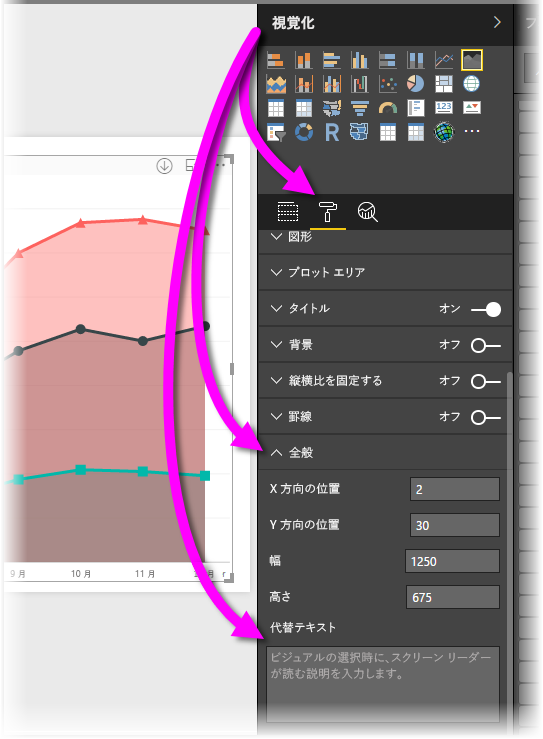 視覚化
123
R
図形
プロット エリア
タイトル オン
背景 オフ
縦横比を固定する オフ
罫線 オフ
全般
X 方向の位置 2
Y 方向の位置 30
幅 1250
高さ 675
代替テキスト
ビジュアルの選択時に、スクリーン リーダー
が読む説明を入力します。
9 月 10 月 11 月 月